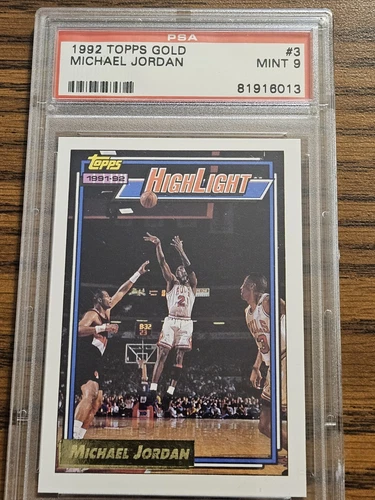 PSA
1992 TOPPS GOLD #3
MICHAEL JORDAN MINT 9
81916013
Topps
1991-92
HIGHLIGHT
MICHAEL JORDAN